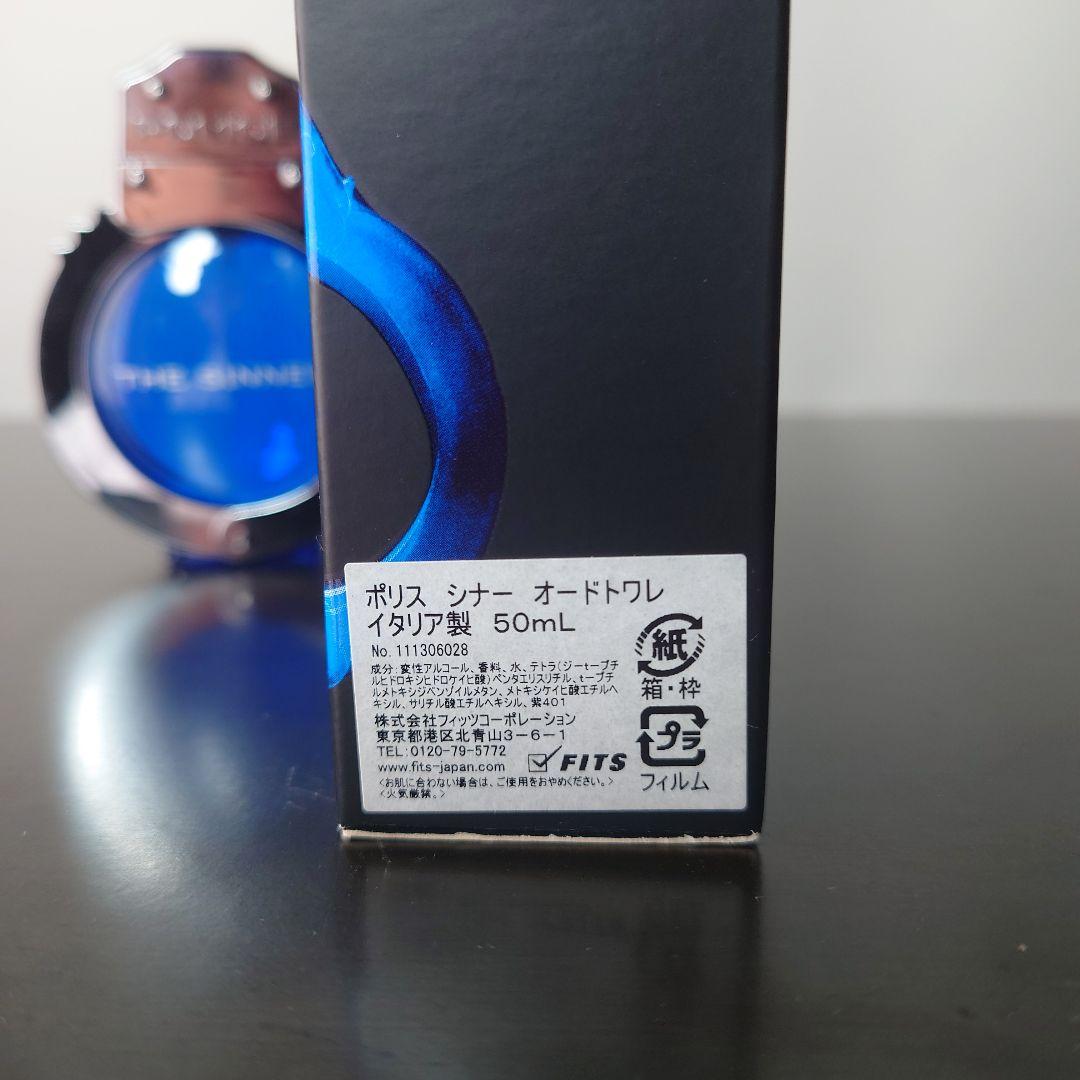 THE SINNE
ポリス シナー オードトワレ
イタリア製 50mL
No. 111306028
成分:変性アルコール、香料、水、テトラ(ジーtーブチ
ルヒドロキシヒドロケイヒ酸)ペンタエリスリチル、tーブチ
ルメトキシジベンゾイルメタン、メトキシケイヒ酸エチルヘ
キシル、サリチル酸エチルヘキシル、紫401
株式会社フィッツコーポレーション
東京都港区北青山3-6-1
TEL:0120-79-5772
www.fits-japan.com FITS
<お肌に合わない場合は、ご使用をおやめください。>
<火気厳禁。>
紙
箱・枠
プラ
フィルム